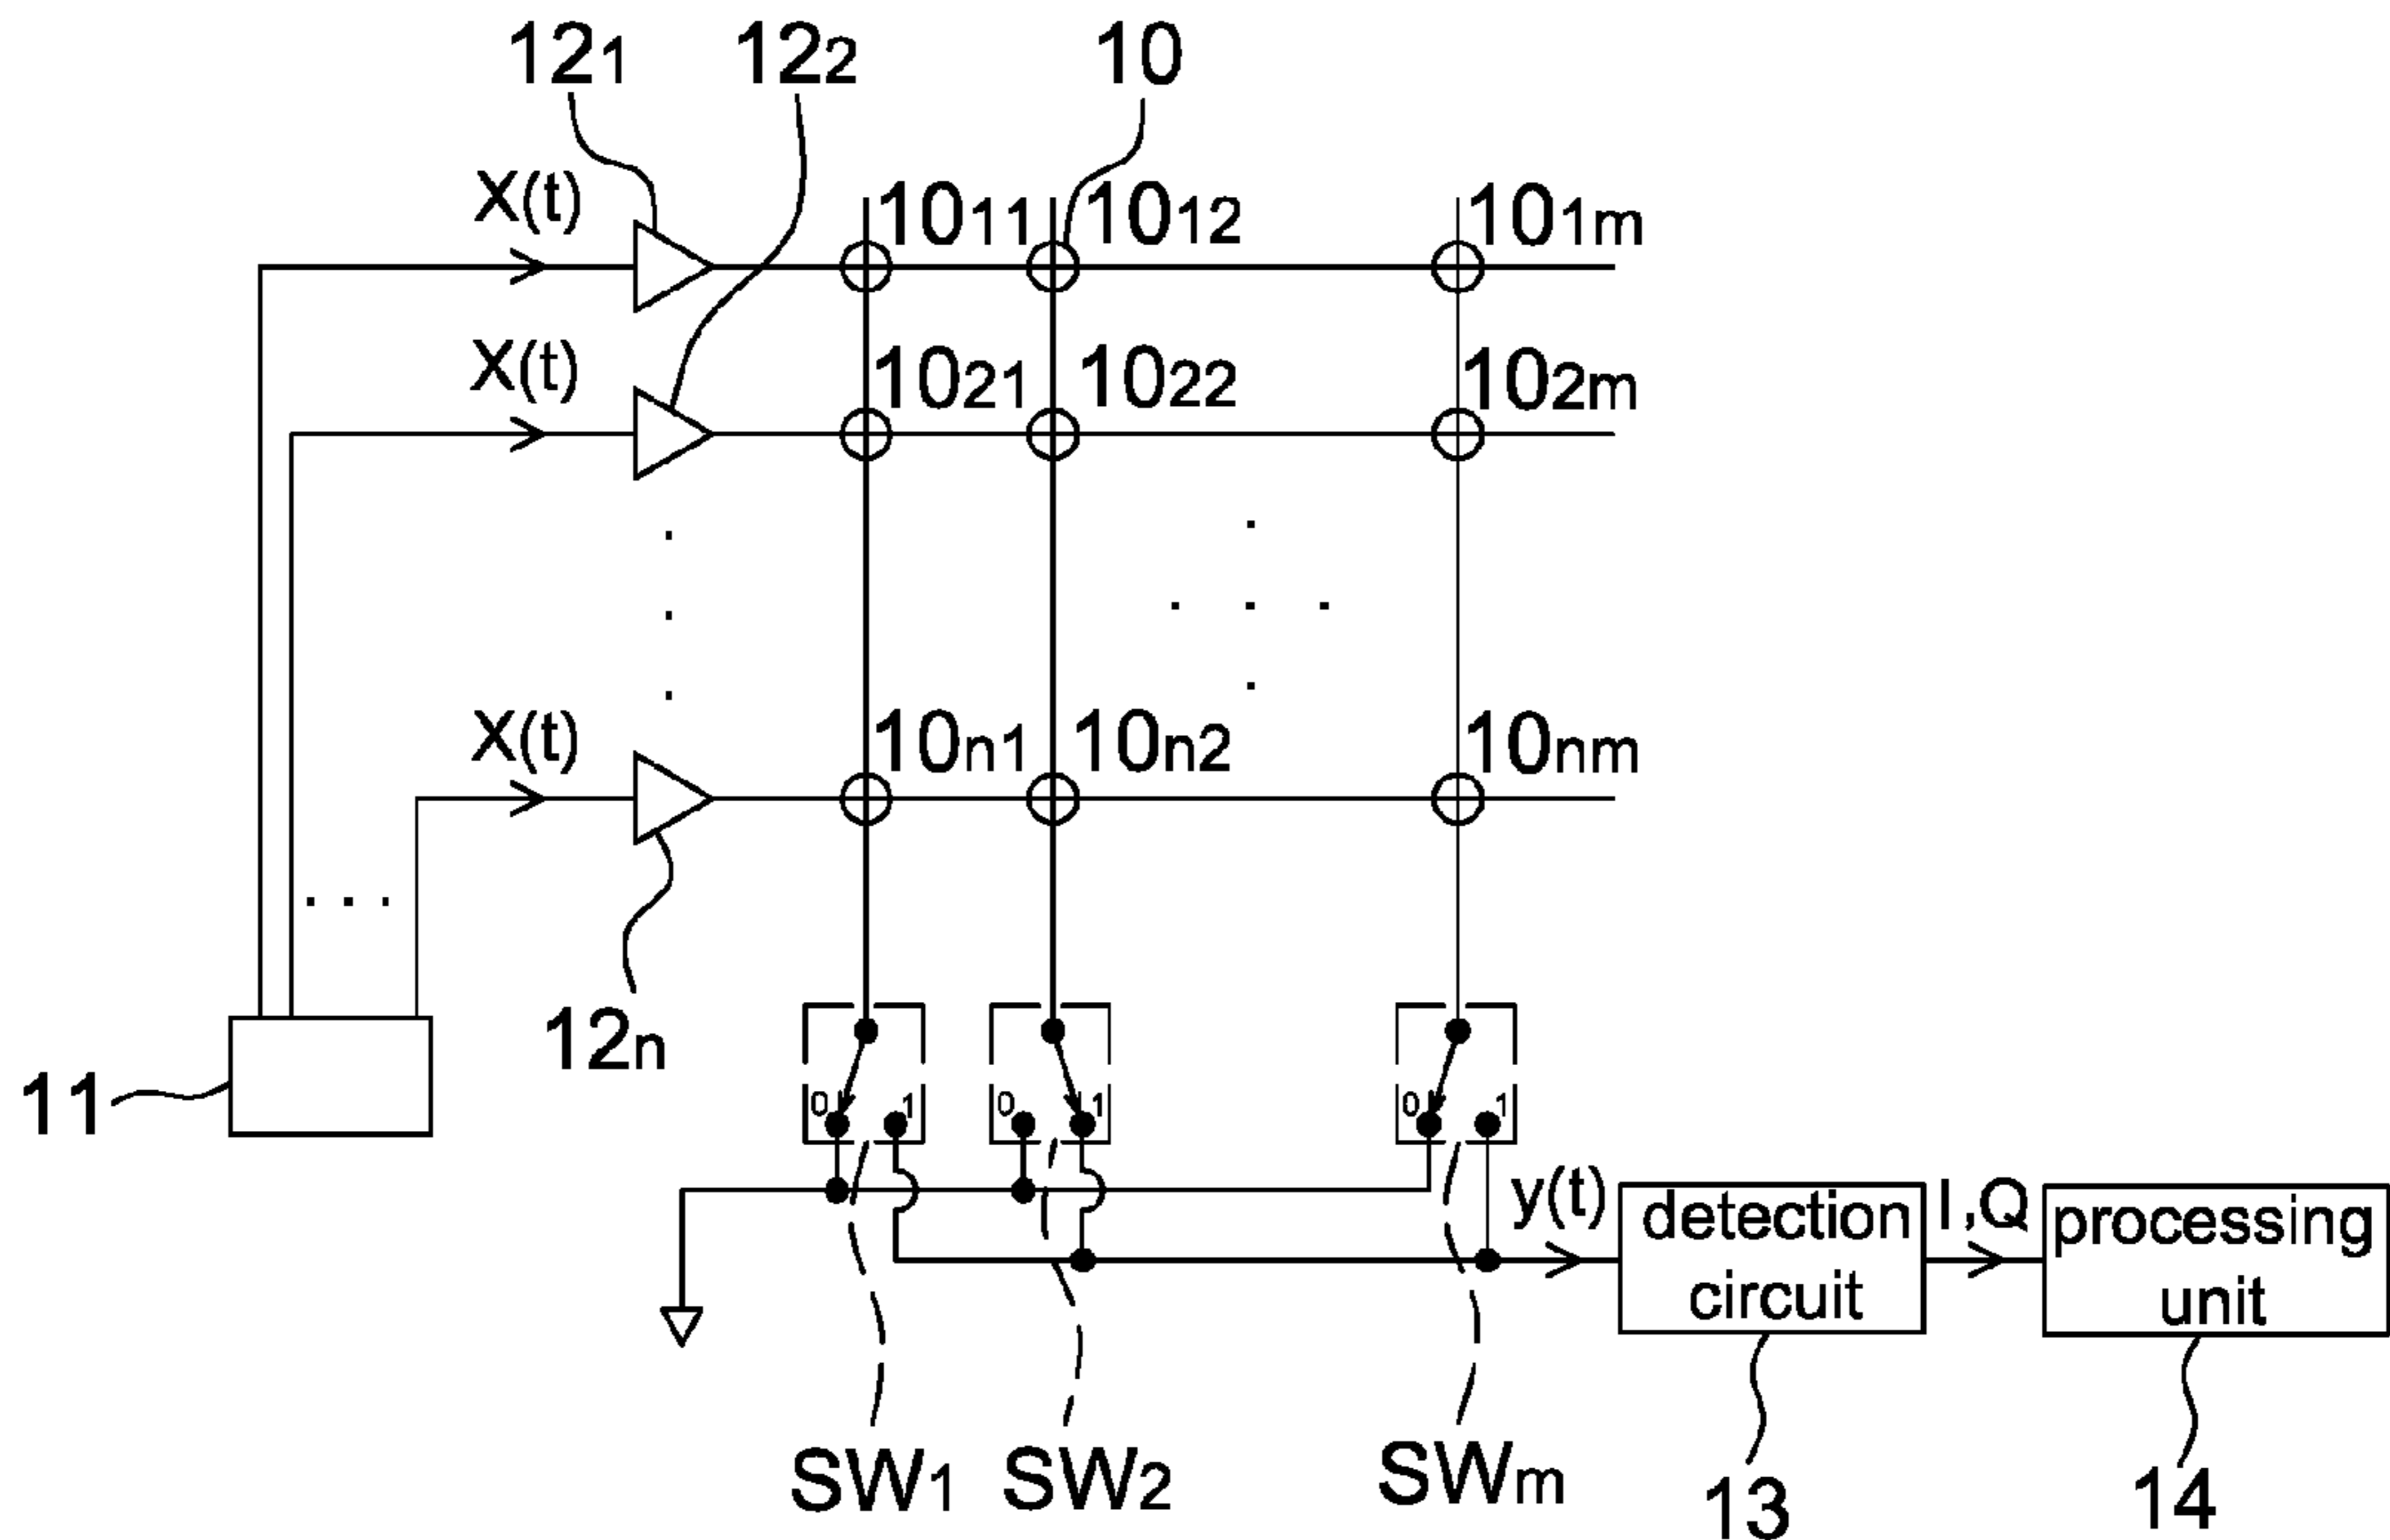 12₁ 12₂ 10
X(t) 10₁₁ 10₁₂ 10₁m
X(t) 10₂₁ 10₂₂ 10₂m
X(t) 10n1 10n2 10nm
12n
11
0 1 0 1 0 1
y(t) detection circuit I,Q processing unit
SW₁ SW₂ SWm 13 14